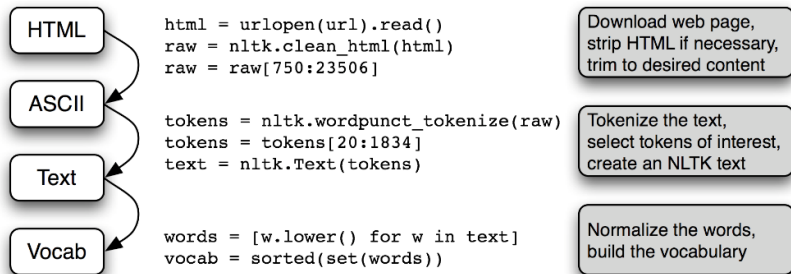 HTML
html = urlopen(url).read()
raw = nltk.clean_html(html)
raw = raw[750:23506]
Download web page,
strip HTML if necessary,
trim to desired content
ASCII
tokens = nltk.wordpunct_tokenize(raw)
tokens = tokens[20:1834]
text = nltk.Text(tokens)
Tokenize the text,
select tokens of interest,
create an NLTK text
Text
Vocab
words = [w.lower() for w in text]
vocab = sorted(set(words))
Normalize the words,
build the vocabulary